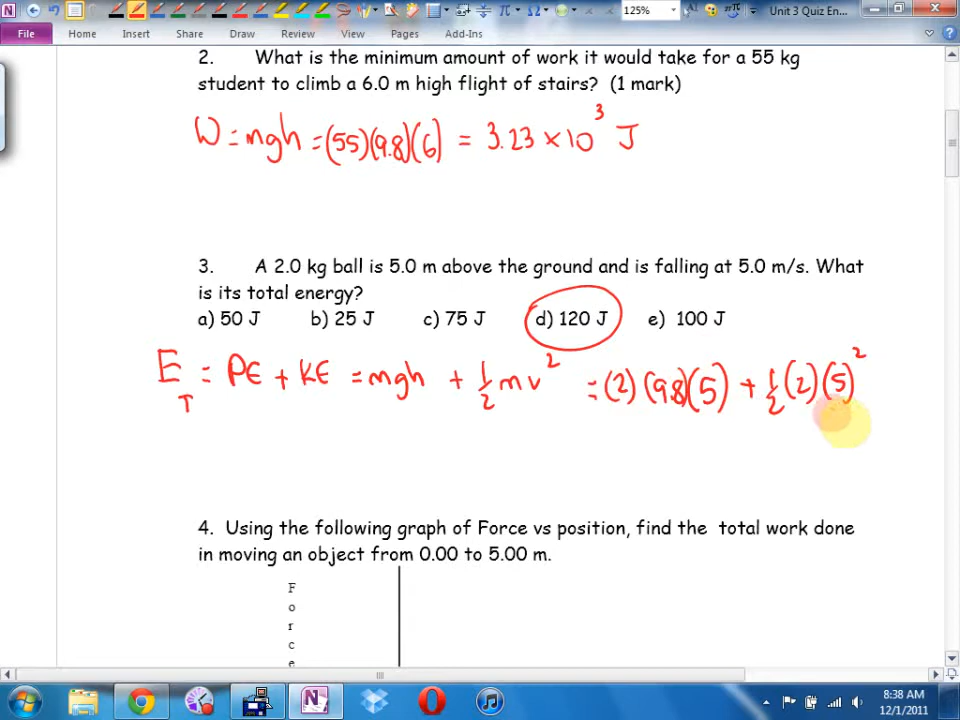 125%
Unit 3 Quiz En...
File Home Insert Share Draw Review View Pages Formatting Add-Ins
2. What is the minimum amount of work it would take for a 55 kg
student to climb a 6.0 m high flight of stairs? (1 mark)
W = mgh = (55)(9.8)(6) = 3.23 × 10³ J
3. A 2.0 kg ball is 5.0 m above the ground and is falling at 5.0 m/s. What
is its total energy?
a) 50 J b) 25 J c) 75 J d) 120 J e) 100 J
E_T = PE + KE = mgh + 1/2 mv² = (2)(9.8)(5) + 1/2 (2)(5)²
4. Using the following graph of Force vs position, find the total work done
in moving an object from 0.00 to 5.00 m.
F
o
r
c
e
8:38 AM
12/1/2011